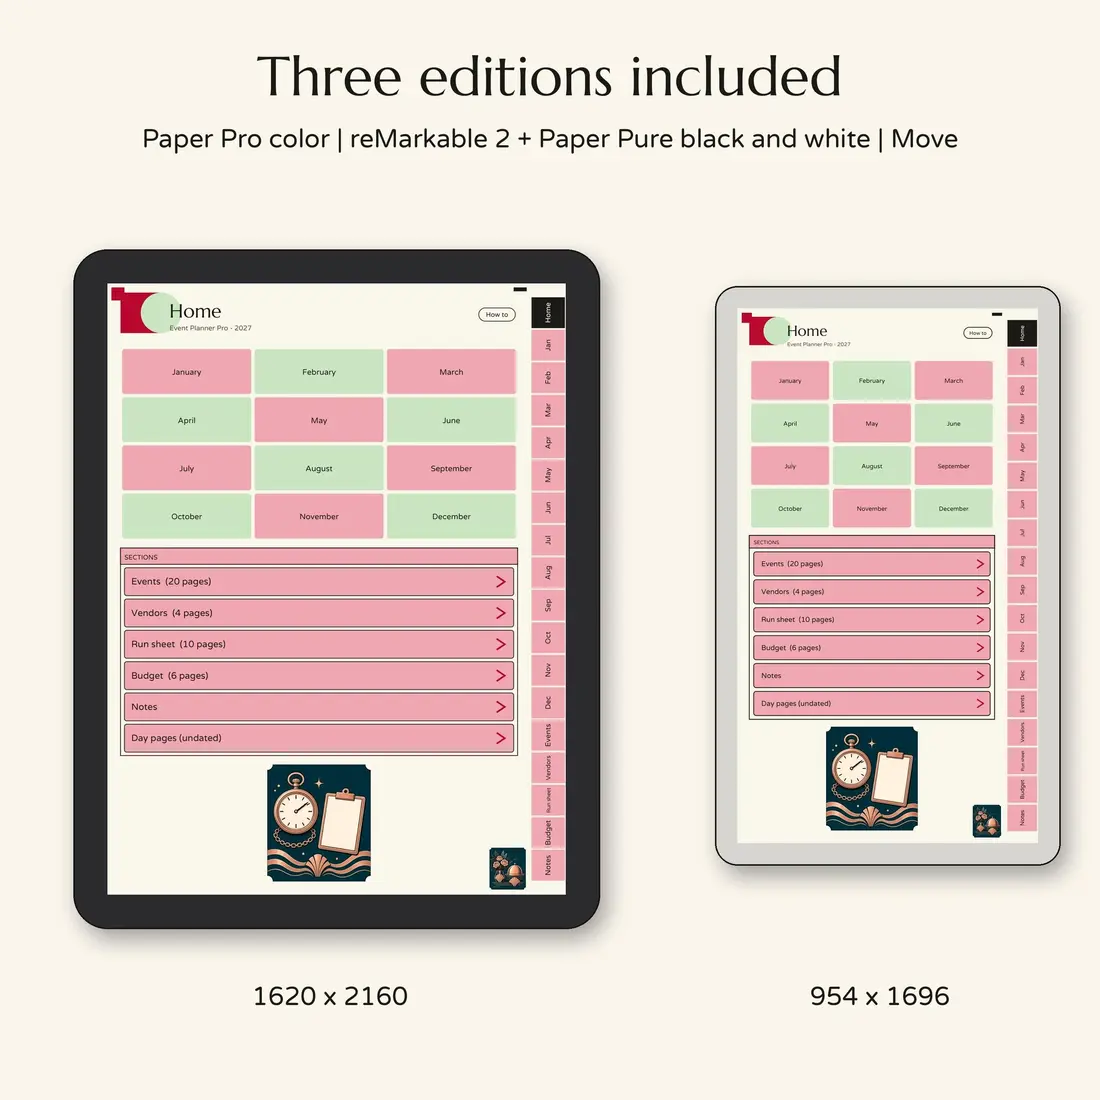 Three editions included
Paper Pro color | reMarkable 2 + Paper Pure black and white | Move
Home
Event Planner Pro - 2027
How to
January
February
March
April
May
June
July
August
September
October
November
December
SECTIONS
Events (20 pages)
Vendors (4 pages)
Run sheet (10 pages)
Budget (6 pages)
Notes
Day pages (undated)
Home
Jan
Feb
Mar
Apr
May
Jun
Jul
Aug
Sep
Oct
Nov
Dec
Events
Vendors
Run sheet
Budget
Notes
1620 x 2160
Home
Event Planner Pro - 2027
How to
January
February
March
April
May
June
July
August
September
October
November
December
SECTIONS
Events (20 pages)
Vendors (4 pages)
Run sheet (10 pages)
Budget (6 pages)
Notes
Day pages (undated)
Home
Jan
Feb
Mar
Apr
May
Jun
Jul
Aug
Sep
Oct
Nov
Dec
Events
Vendors
Run sheet
Budget
Notes
954 x 1696